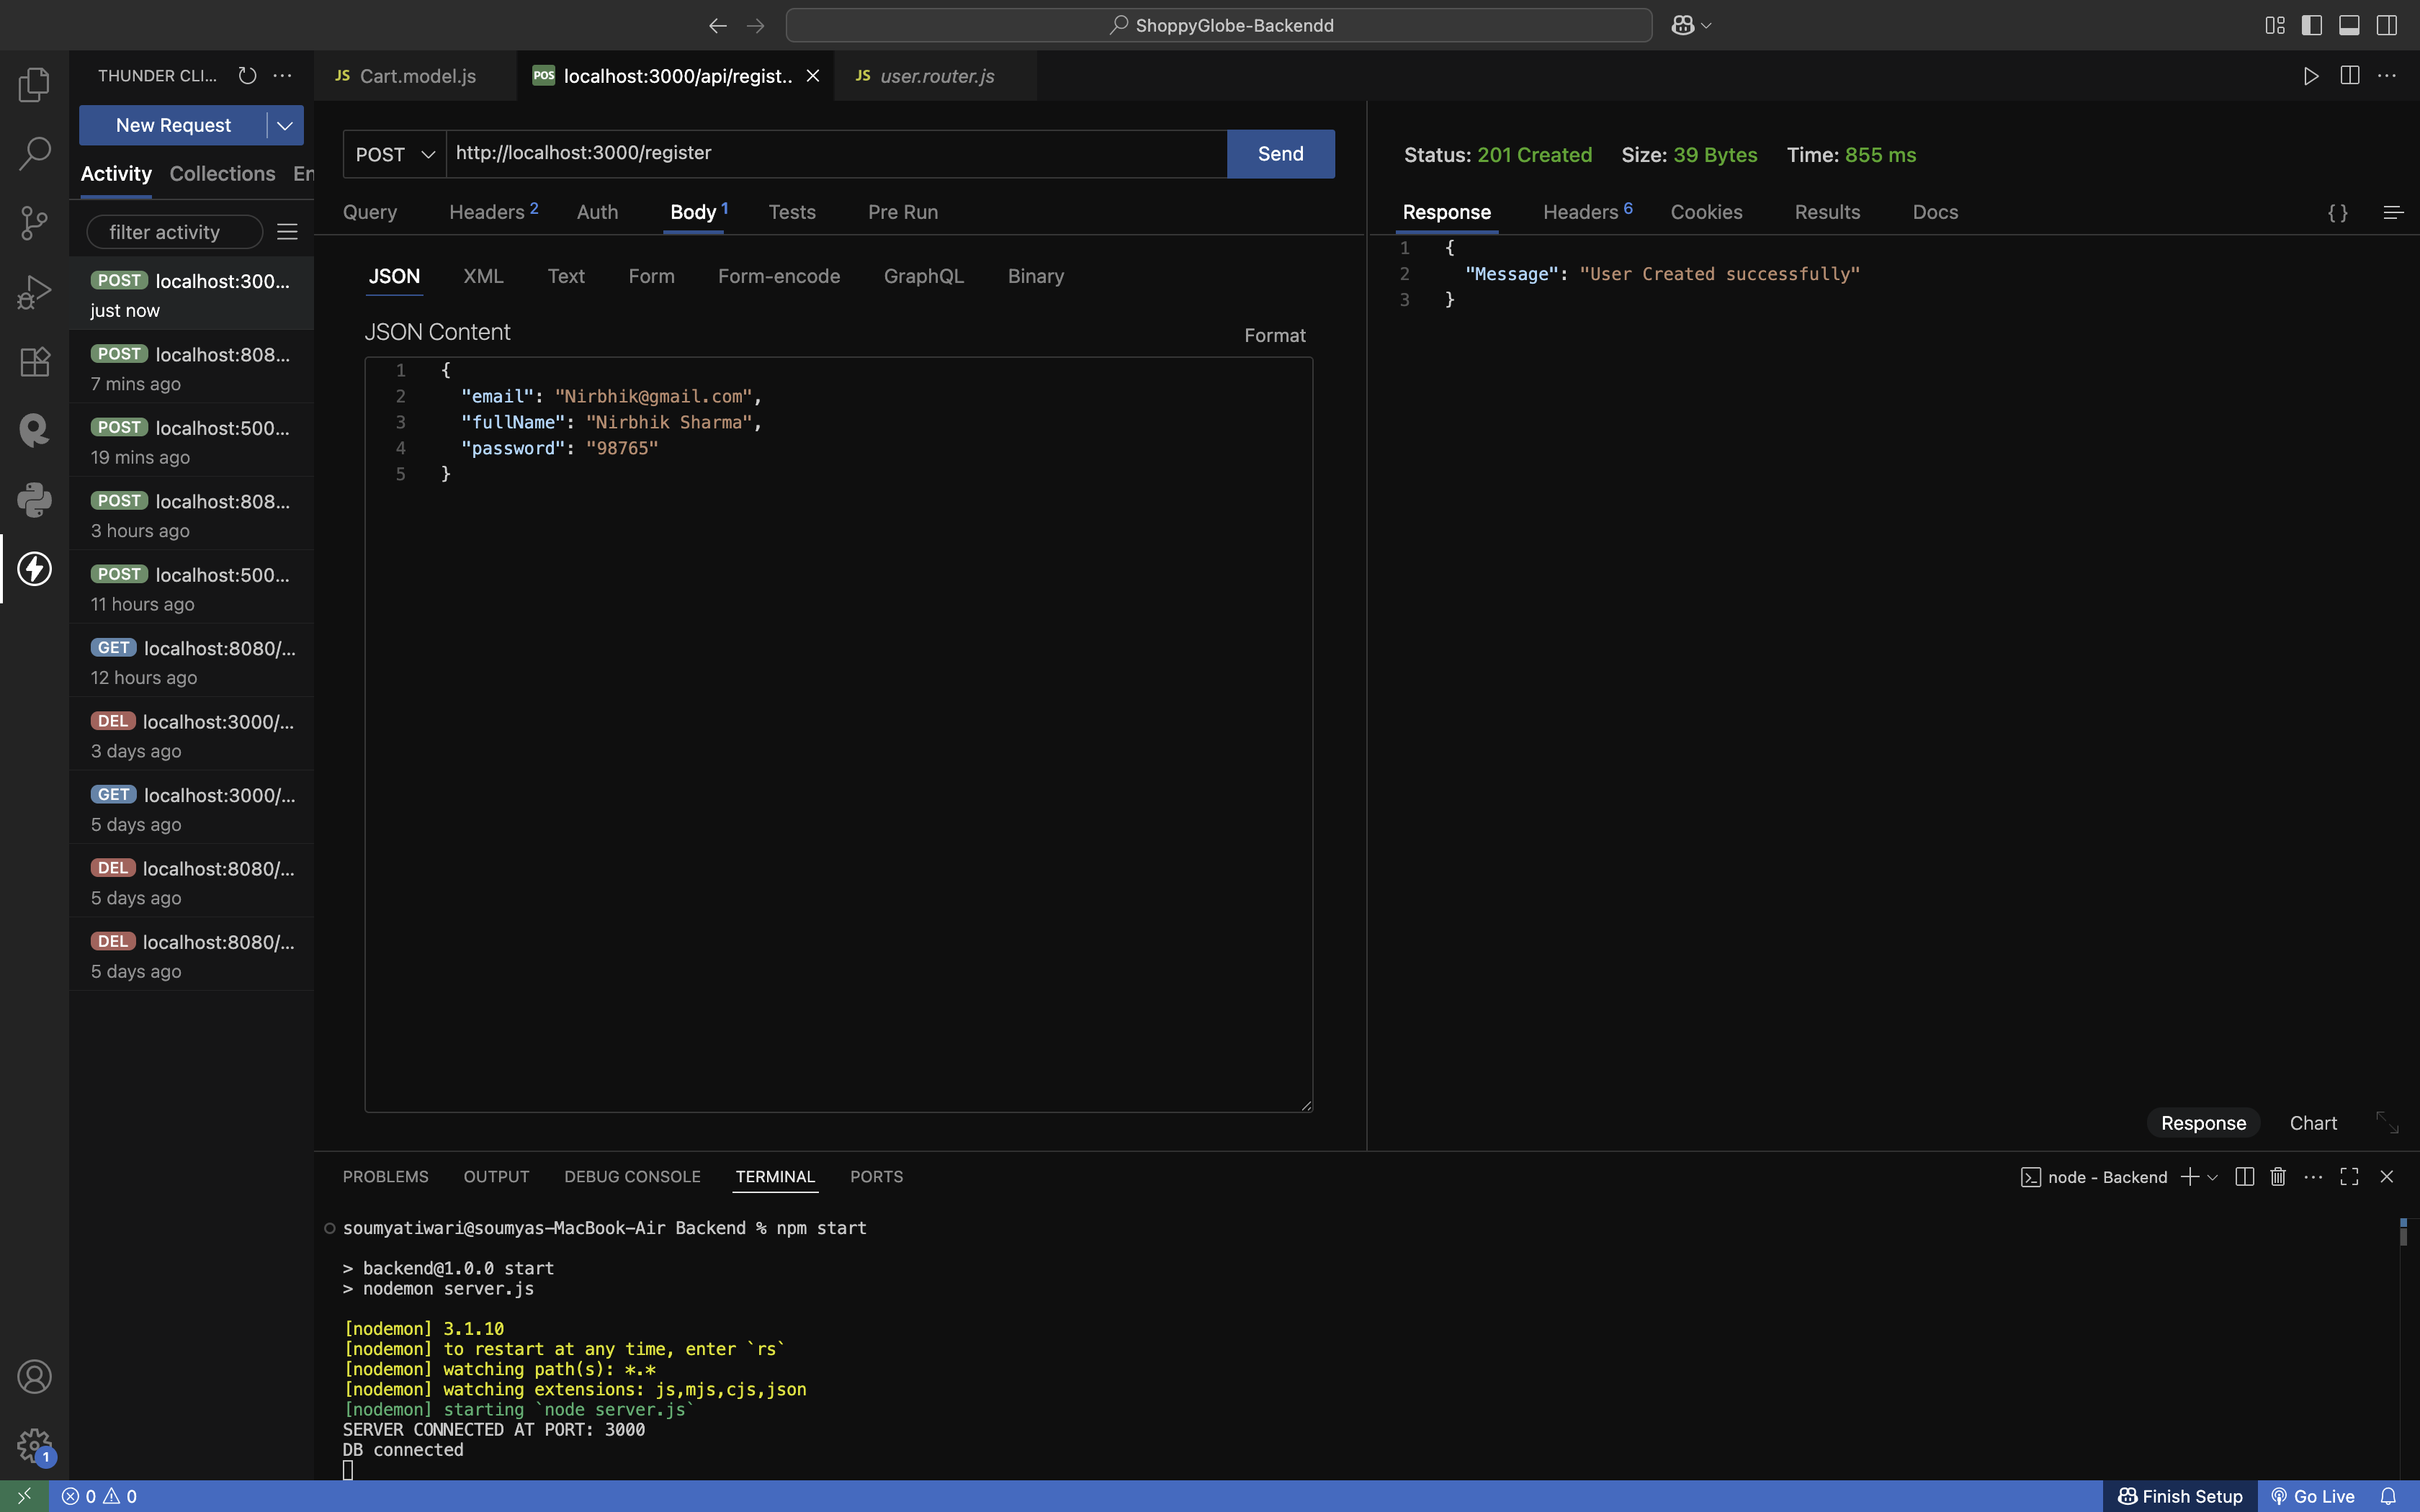 ShoppyGlobe-Backendd
THUNDER CLI...
JS Cart.model.js
POS localhost:3000/api/regist..
JS user.router.js
New Request
Activity Collections En
filter activity
POST localhost:300...
just now
POST localhost:808...
7 mins ago
POST localhost:500...
19 mins ago
POST localhost:808...
3 hours ago
POST localhost:500...
11 hours ago
GET localhost:8080/...
12 hours ago
DEL localhost:3000/...
3 days ago
GET localhost:3000/...
5 days ago
DEL localhost:8080/...
5 days ago
DEL localhost:8080/...
5 days ago
POST http://localhost:3000/register Send
Query Headers 2 Auth Body 1 Tests Pre Run
JSON XML Text Form Form-encode GraphQL Binary
JSON Content Format
1 {
2 "email": "Nirbhik@gmail.com",
3 "fullName": "Nirbhik Sharma",
4 "password": "98765"
5 }
Status: 201 Created Size: 39 Bytes Time: 855 ms
Response Headers 6 Cookies Results Docs { }
1 {
2 "Message": "User Created successfully"
3 }
Response Chart
PROBLEMS OUTPUT DEBUG CONSOLE TERMINAL PORTS
node - Backend
soumyatiwari@soumyas-MacBook-Air Backend % npm start
> backend@1.0.0 start
> nodemon server.js
[nodemon] 3.1.10
[nodemon] to restart at any time, enter `rs`
[nodemon] watching path(s): *.*
[nodemon] watching extensions: js,mjs,cjs,json
[nodemon] starting `node server.js`
SERVER CONNECTED AT PORT: 3000
DB connected
1
0 0
Finish Setup Go Live